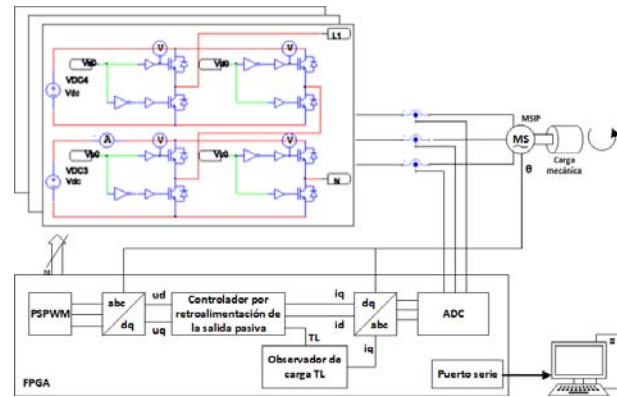 L1
V
V
VDC4
Vdc
A
V
V
VDC3
Vdc
N
MSIP
MS
θ
Carga
mecánica
PSPWM
abc
dq
ud
uq
Controlador por
retroalimentación de
la salida pasiva
iq
id
dq
abc
ADC
TL
iq
Observador de
carga TL
Puerto serie
FPGA